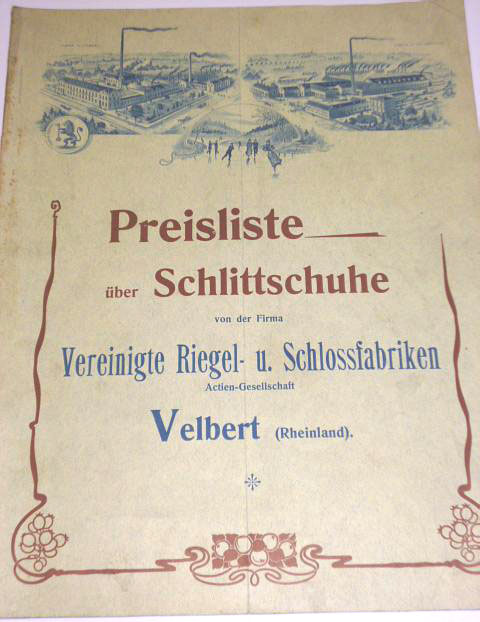 Preisliste
über Schlittschuhe
von der Firma
Vereinigte Riegel- u. Schlossfabriken
Actien-Gesellschaft
Velbert (Rheinland).